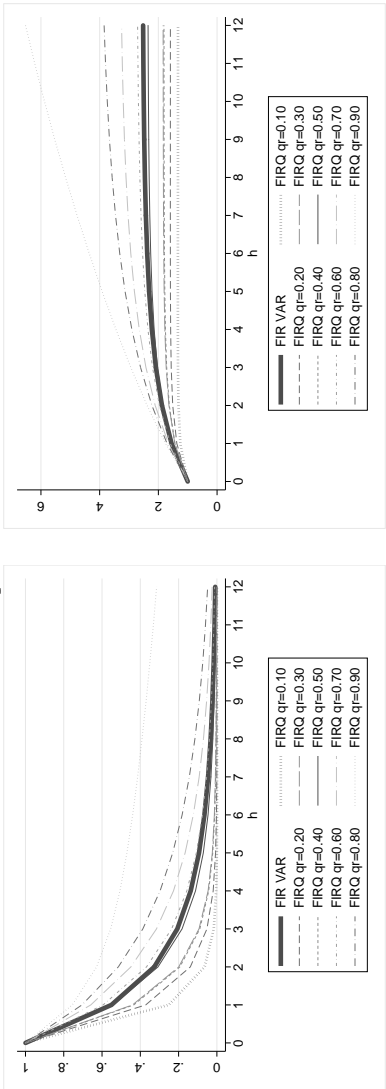 1
.8
.6
.4
.2
0
0 1 2 3 4 5 6 7 8 9 10 11 12
h
FIR VAR FIRQ qr=0.10
FIRQ qr=0.20 FIRQ qr=0.30
FIRQ qr=0.40 FIRQ qr=0.50
FIRQ qr=0.60 FIRQ qr=0.70
FIRQ qr=0.80 FIRQ qr=0.90
6
4
2
0
0 1 2 3 4 5 6 7 8 9 10 11 12
h
FIR VAR FIRQ qr=0.10
FIRQ qr=0.20 FIRQ qr=0.30
FIRQ qr=0.40 FIRQ qr=0.50
FIRQ qr=0.60 FIRQ qr=0.70
FIRQ qr=0.80 FIRQ qr=0.90